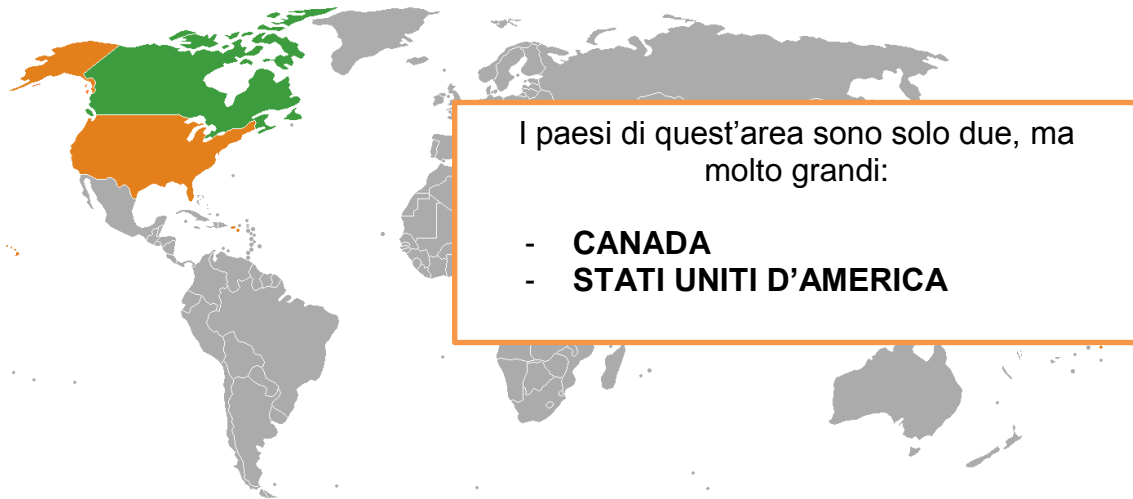 I paesi di quest’area sono solo due, ma
molto grandi:
- CANADA
- STATI UNITI D’AMERICA